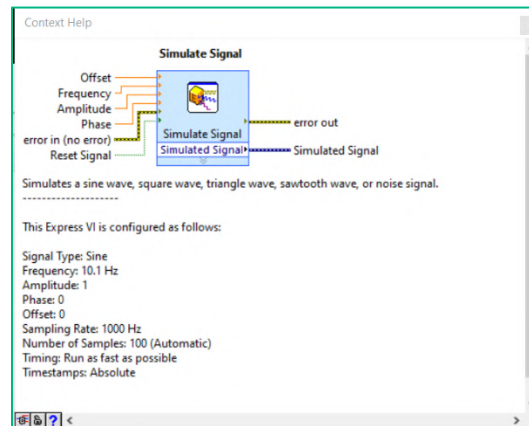 Context Help
Simulate Signal
Offset
Frequency
Amplitude
Phase
error in (no error)
Reset Signal
Simulate Signal
Simulated Signal
error out
Simulated Signal
Simulates a sine wave, square wave, triangle wave, sawtooth wave, or noise signal.
--------------------
This Express VI is configured as follows:
Signal Type: Sine
Frequency: 10.1 Hz
Amplitude: 1
Phase: 0
Offset: 0
Sampling Rate: 1000 Hz
Number of Samples: 100 (Automatic)
Timing: Run as fast as possible
Timestamps: Absolute
?